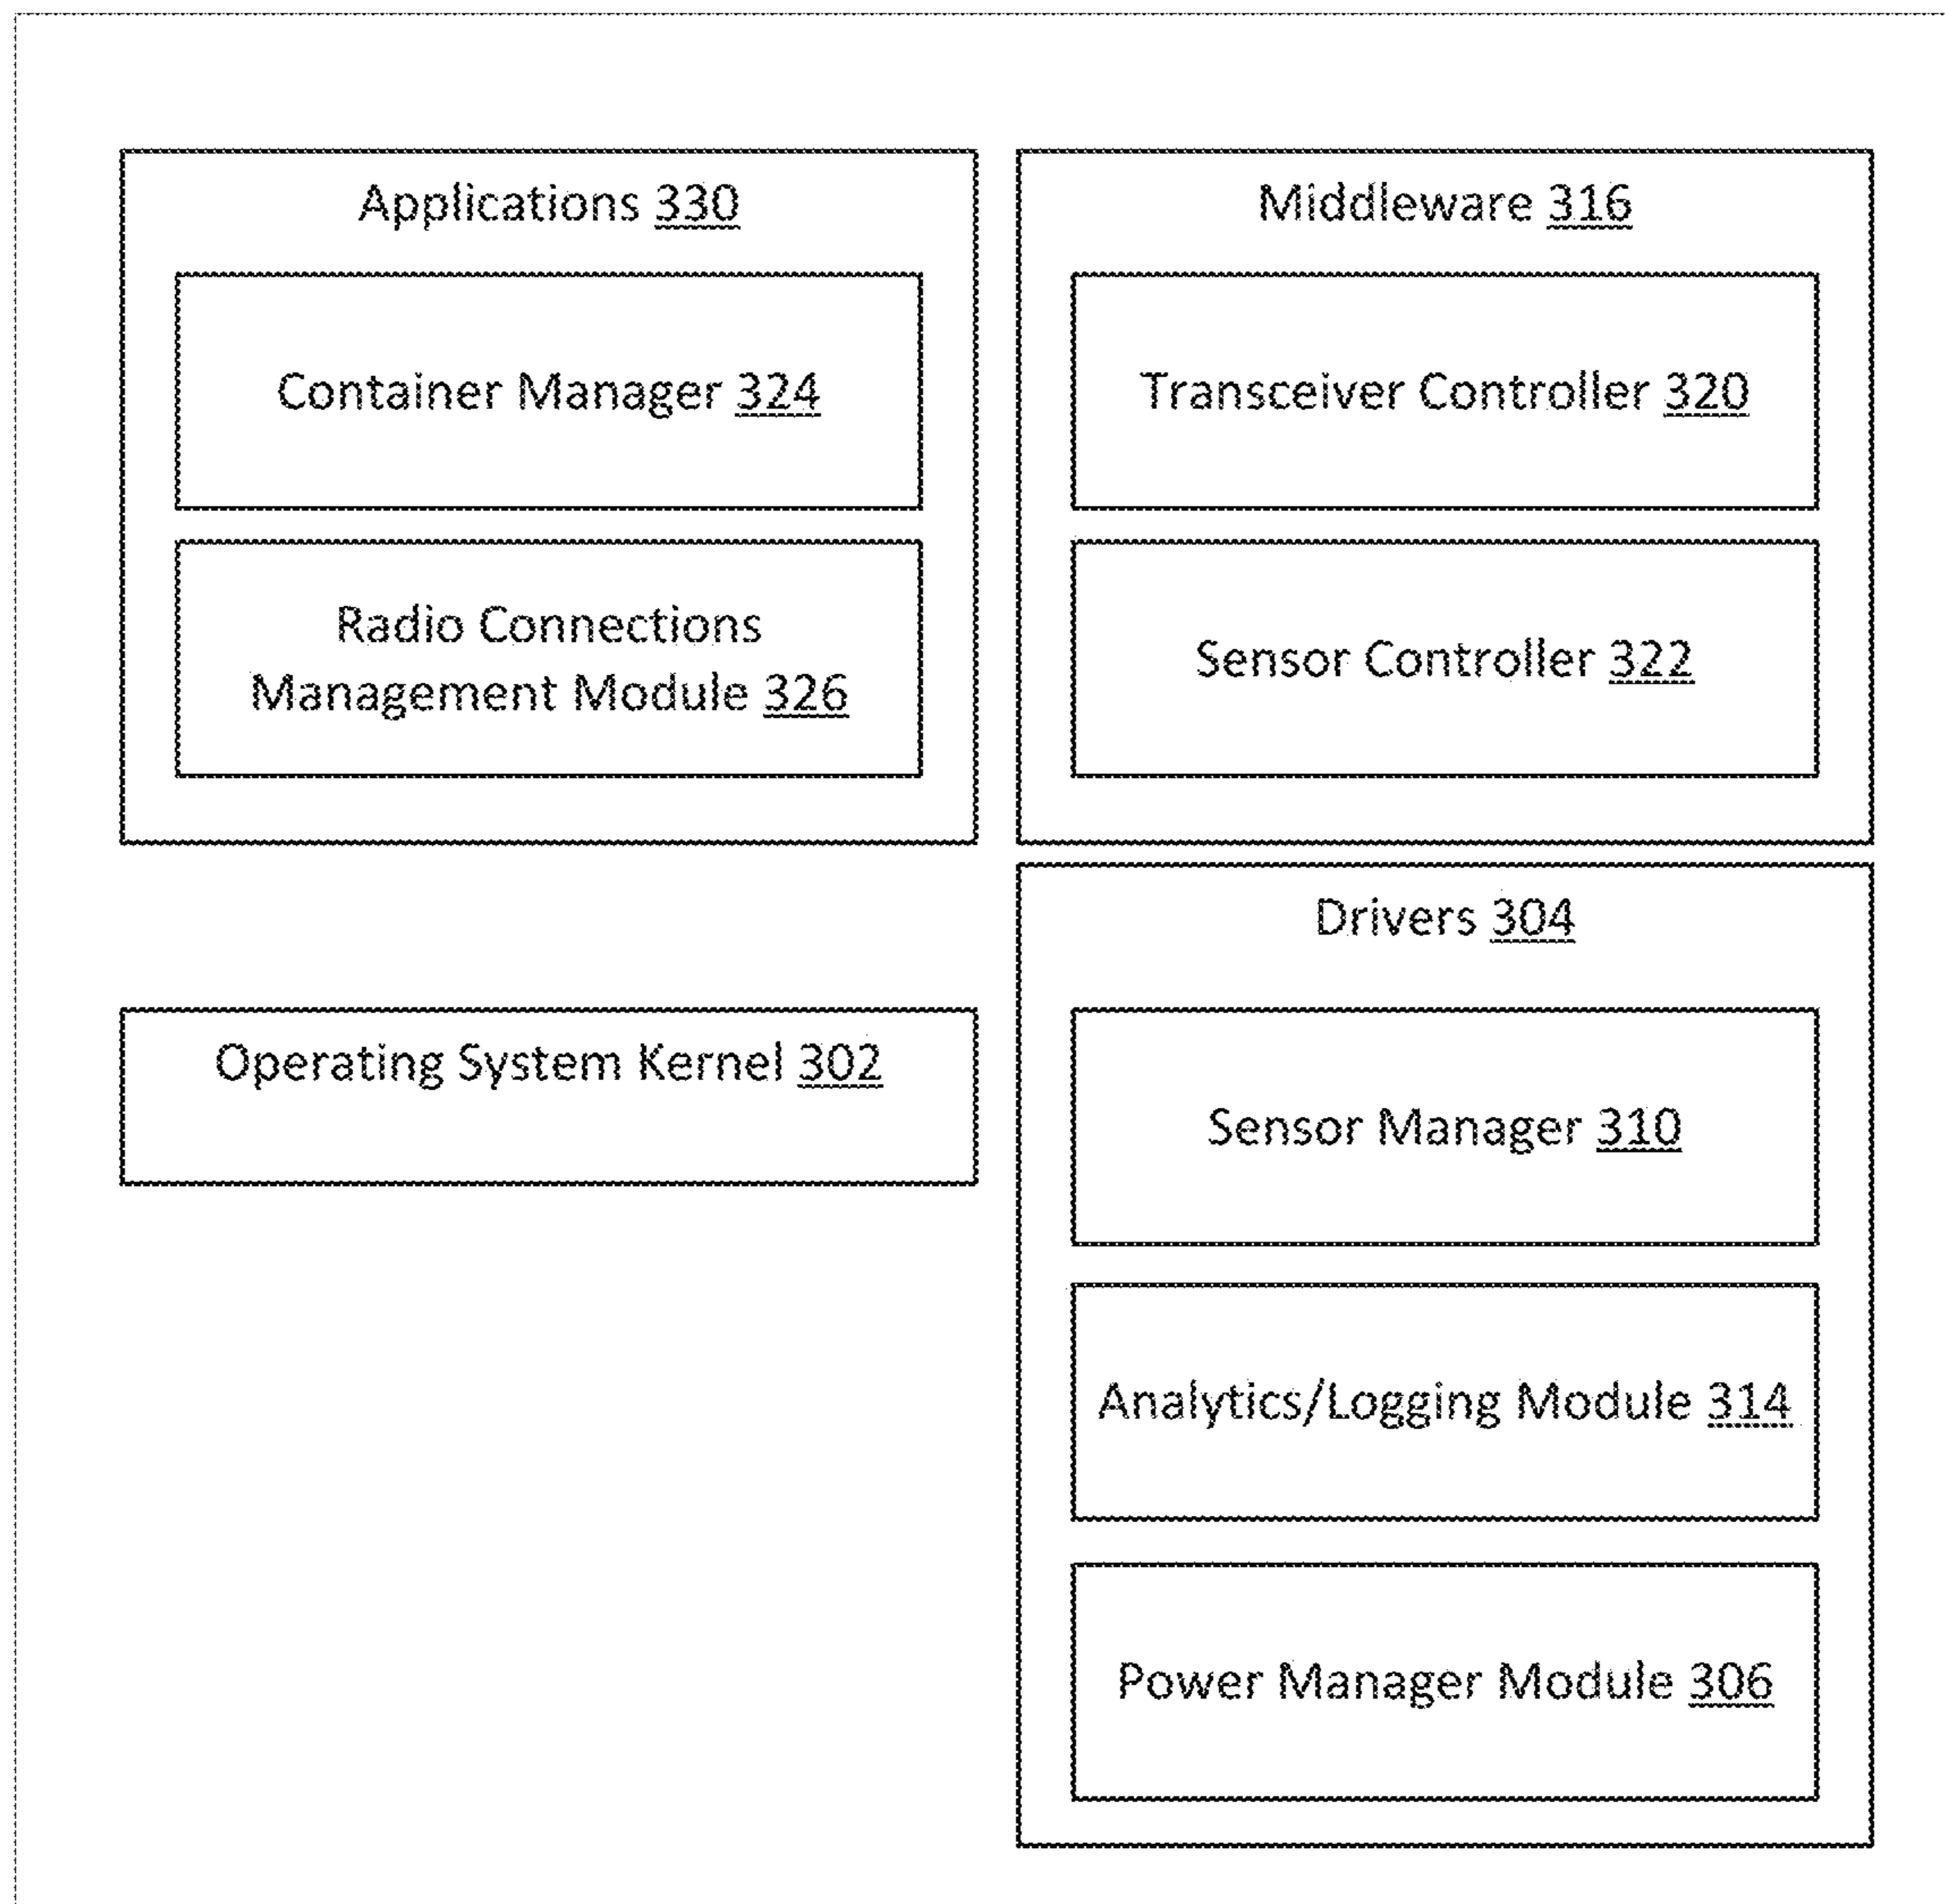 Applications 330
Container Manager 324
Radio Connections
Management Module 326
Middleware 316
Transceiver Controller 320
Sensor Controller 322
Operating System Kernel 302
Drivers 304
Sensor Manager 310
Analytics/Logging Module 314
Power Manager Module 306